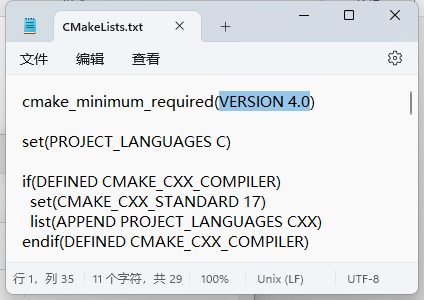 CMakeLists.txt
文件 编辑 查看
cmake_minimum_required(VERSION 4.0)
set(PROJECT_LANGUAGES C)
if(DEFINED CMAKE_CXX_COMPILER)
  set(CMAKE_CXX_STANDARD 17)
  list(APPEND PROJECT_LANGUAGES CXX)
endif(DEFINED CMAKE_CXX_COMPILER)
行 1，列 35 11 个字符，共 29 100% Unix (LF) UTF-8